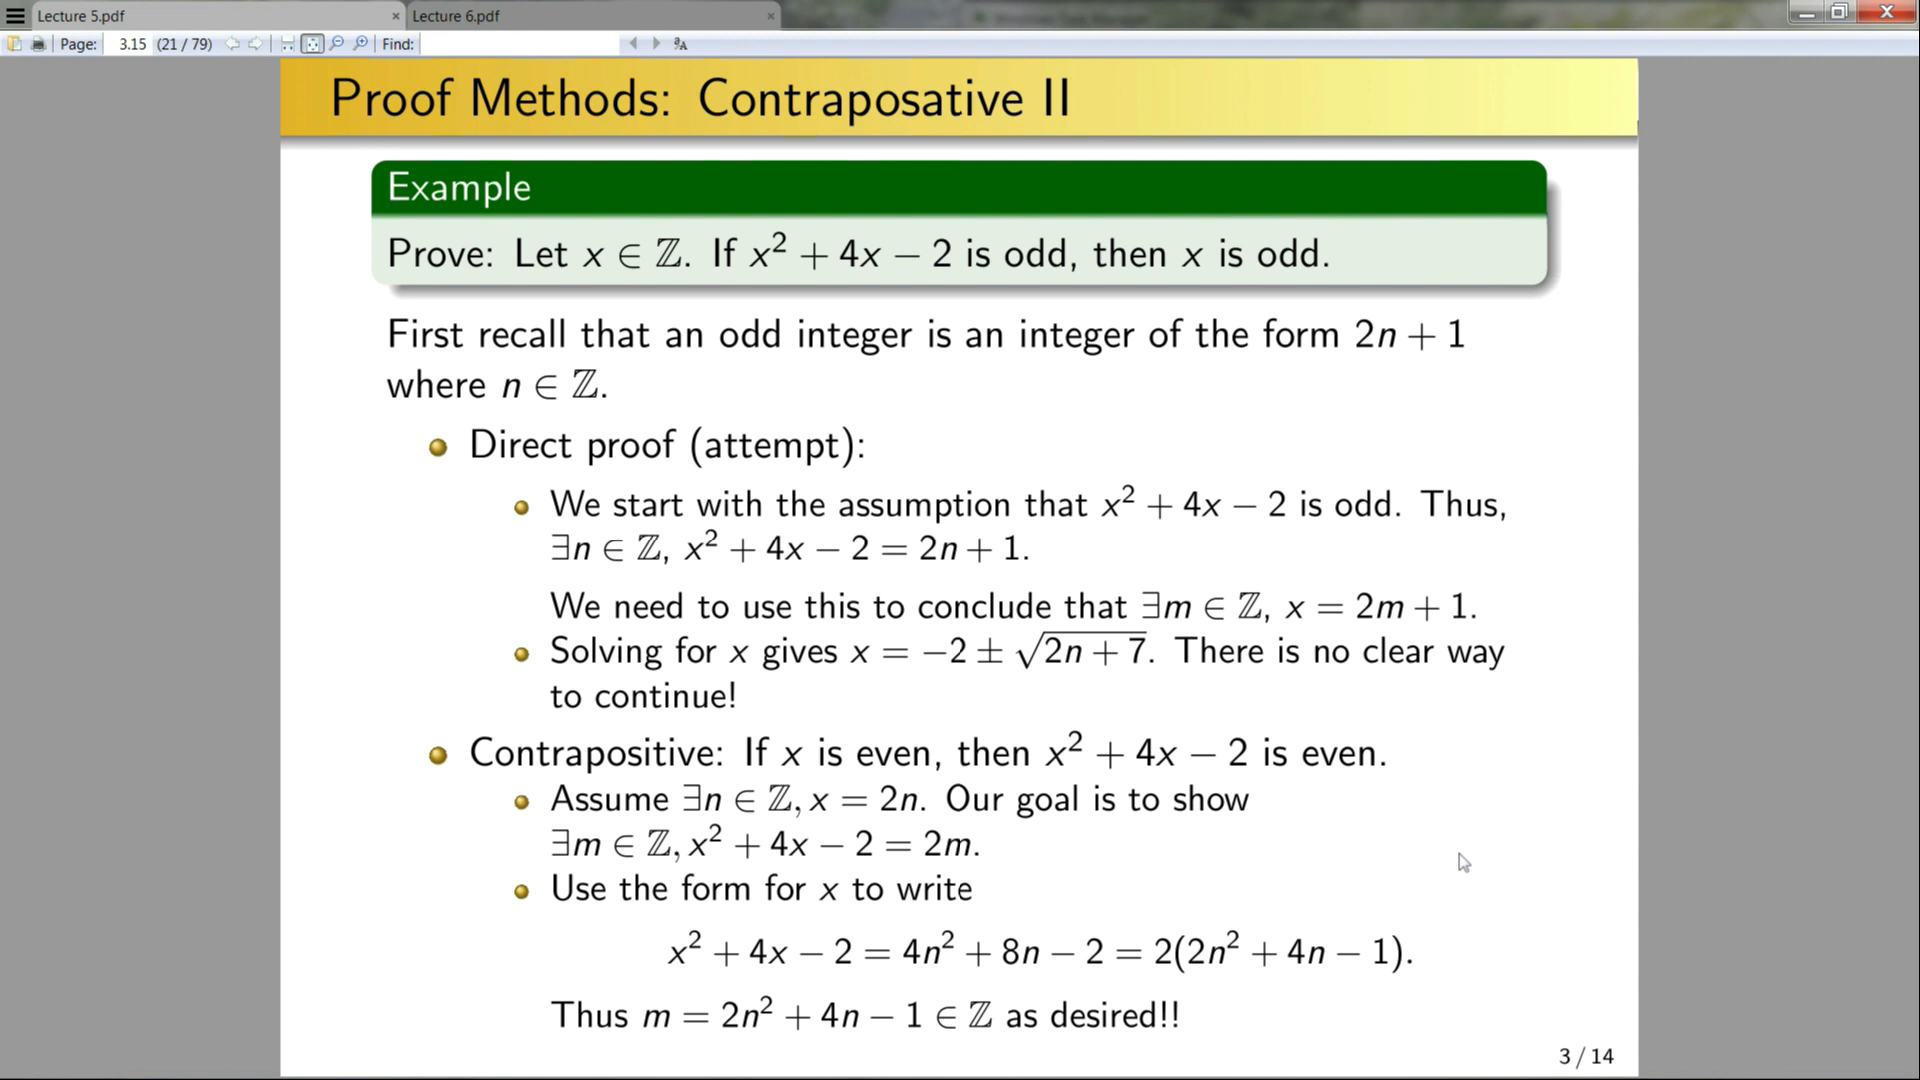 Lecture 5.pdf × Lecture 6.pdf ×
Page: 3.15 (21 / 79) Find:
Proof Methods: Contraposative II
Example
Prove: Let x ∈ ℤ. If x² + 4x − 2 is odd, then x is odd.
First recall that an odd integer is an integer of the form 2n + 1
where n ∈ ℤ.
Direct proof (attempt):
We start with the assumption that x² + 4x − 2 is odd. Thus,
∃n ∈ ℤ, x² + 4x − 2 = 2n + 1.
We need to use this to conclude that ∃m ∈ ℤ, x = 2m + 1.
Solving for x gives x = −2 ± √(2n + 7). There is no clear way
to continue!
Contrapositive: If x is even, then x² + 4x − 2 is even.
Assume ∃n ∈ ℤ, x = 2n. Our goal is to show
∃m ∈ ℤ, x² + 4x − 2 = 2m.
Use the form for x to write
x² + 4x − 2 = 4n² + 8n − 2 = 2(2n² + 4n − 1).
Thus m = 2n² + 4n − 1 ∈ ℤ as desired!!
3 / 14